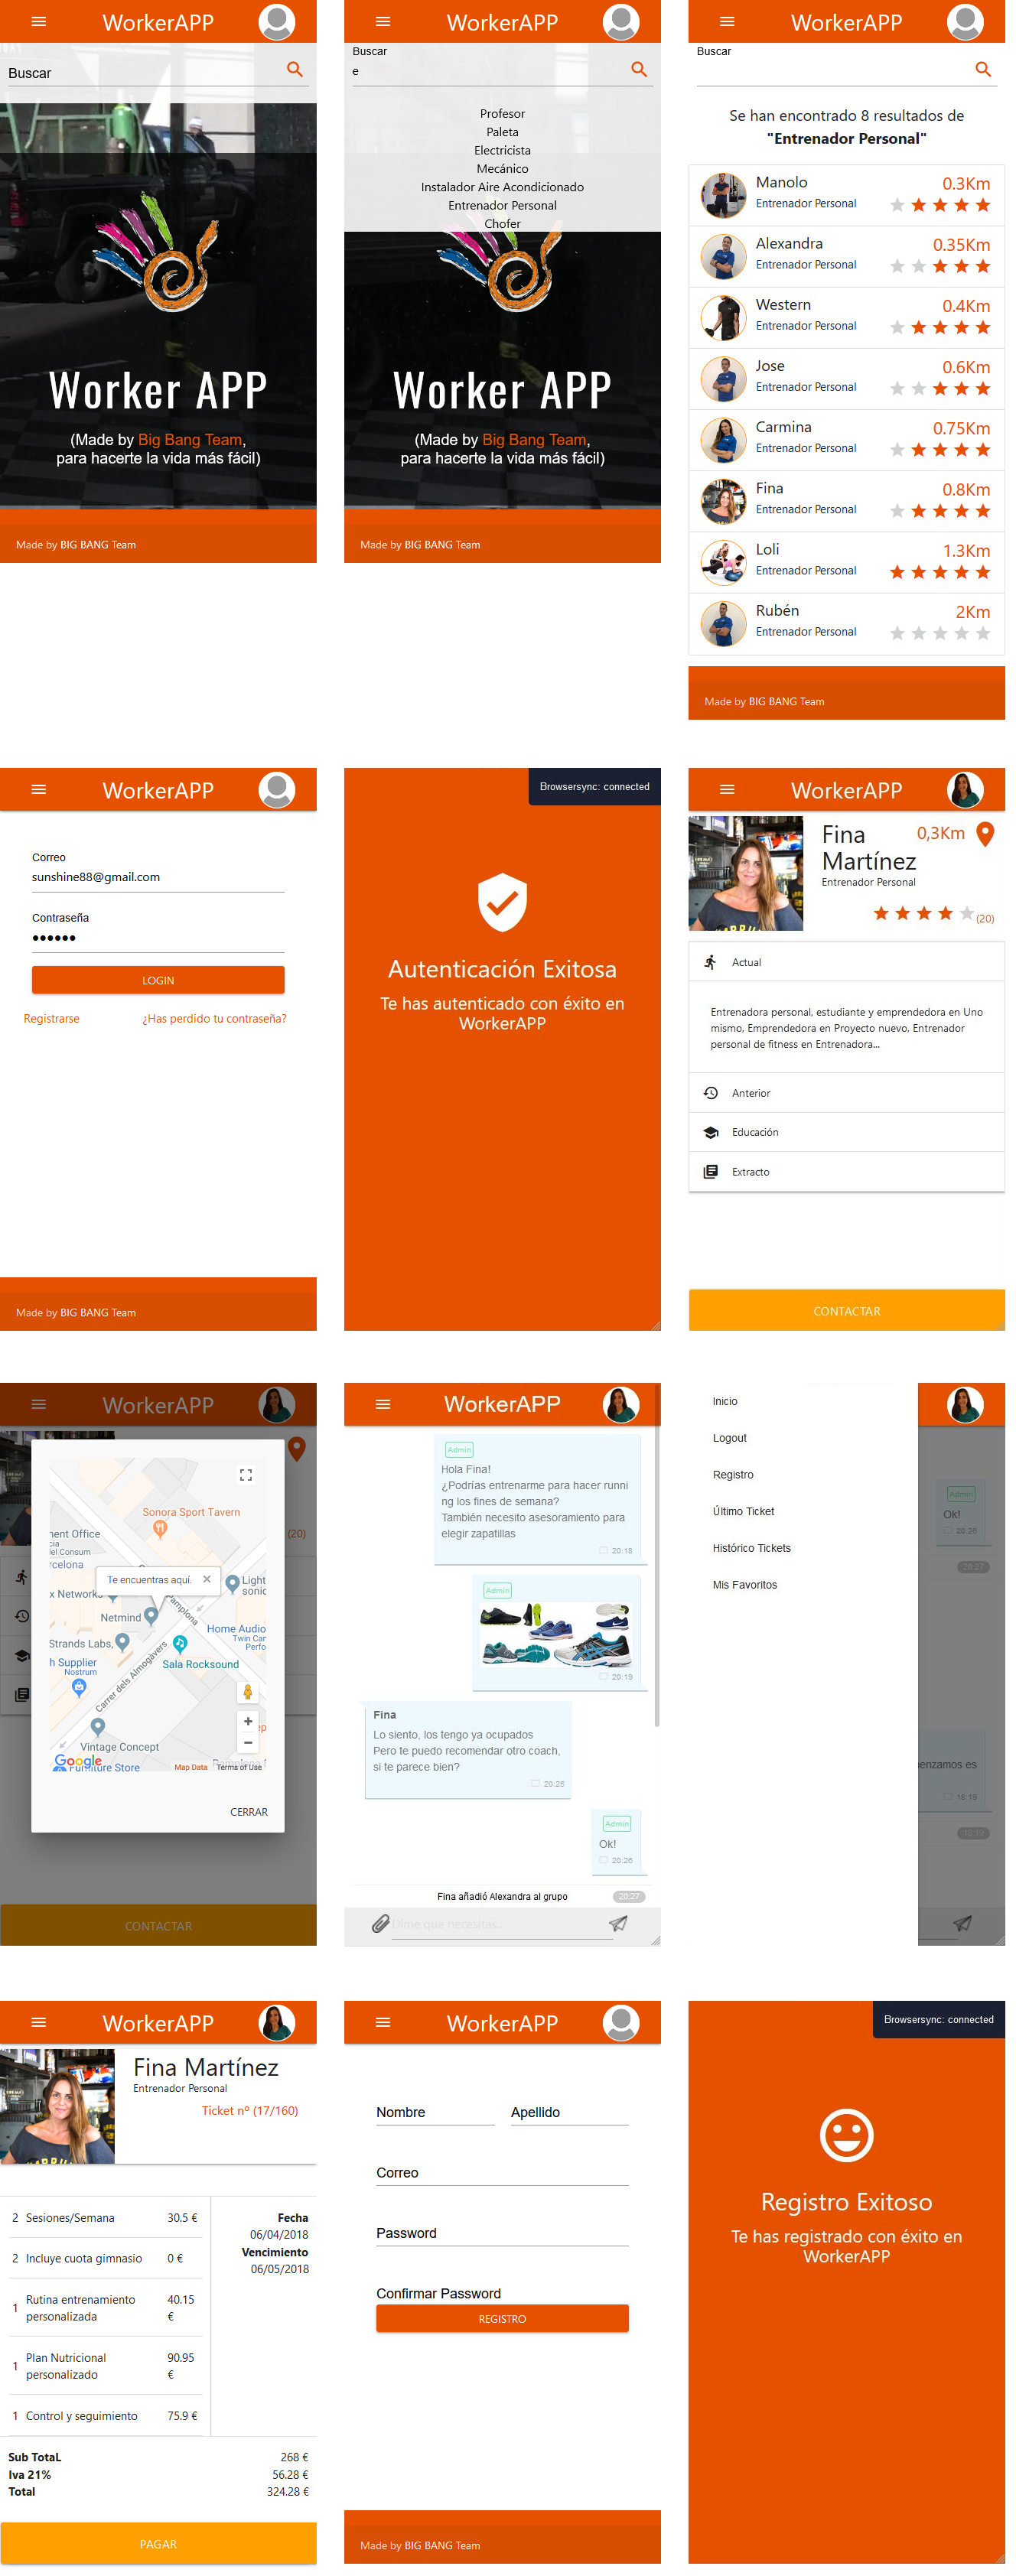 WorkerAPP
Buscar
Worker APP
(Made by Big Bang Team,
para hacerte la vida más fácil)
Made by BIG BANG Team
WorkerAPP
Buscar
e
Profesor
Paleta
Electricista
Mecánico
Instalador Aire Acondicionado
Entrenador Personal
Chofer
Worker APP
(Made by Big Bang Team,
para hacerte la vida más fácil)
Made by BIG BANG Team
WorkerAPP
Buscar
Se han encontrado 8 resultados de
"Entrenador Personal"
Manolo 0.3Km
Entrenador Personal
Alexandra 0.35Km
Entrenador Personal
Western 0.4Km
Entrenador Personal
Jose 0.6Km
Entrenador Personal
Carmina 0.75Km
Entrenador Personal
Fina 0.8Km
Entrenador Personal
Loli 1.3Km
Entrenador Personal
Rubén 2Km
Entrenador Personal
Made by BIG BANG Team
WorkerAPP
Correo
sunshine88@gmail.com
Contraseña
●●●●●●
LOGIN
Registrarse ¿Has perdido tu contraseña?
Made by BIG BANG Team
Browsersync: connected
Autenticación Exitosa
Te has autenticado con éxito en
WorkerAPP
WorkerAPP
Fina 0,3Km
Martínez
Entrenador Personal
(20)
Actual
Entrenadora personal, estudiante y emprendedora en Uno
mismo, Emprendedora en Proyecto nuevo, Entrenador
personal de fitness en Entrenadora...
Anterior
Educación
Extracto
CONTACTAR
WorkerAPP
(20)
Sonora Sport Tavern
ment Office
cia
del Consum
rcelona
Te encuentras aquí. ×
Light
sonic
x Networks
Pamplona
Netmind
Home Audio
Twin Car
Perfo
Strands Labs,
Sala Rocksound
h Supplier
Nostrum
Carrer dels Almogàvers
+
ep
−
Vintage Concept
Google
Furniture Store
Map Data Terms of Use
CERRAR
CONTACTAR
WorkerAPP
Admin
Hola Fina!
¿Podrías entrenarme para hacer runni
ng los fines de semana?
También necesito asesoramiento para
elegir zapatillas
20:18
Admin
20:19
Fina
Lo siento, los tengo ya ocupados
Pero te puedo recomendar otro coach,
si te parece bien?
20:25
Admin
Ok!
20:26
Fina añadió Alexandra al grupo 20:27
Dime que necesitas...
Inicio
Logout
Registro
Último Ticket
Histórico Tickets
Mis Favoritos
Admin
Ok!
20:26
20:27
enzamos es
18:19
18:19
WorkerAPP
Fina Martínez
Entrenador Personal
Ticket nº (17/160)
2 Sesiones/Semana 30.5 €
2 Incluye cuota gimnasio 0 €
1 Rutina entrenamiento
personalizada 40.15
€
1 Plan Nutricional
personalizado 90.95
€
1 Control y seguimiento 75.9 €
Fecha
06/04/2018
Vencimiento
06/05/2018
Sub TotaL 268 €
Iva 21% 56.28 €
Total 324.28 €
PAGAR
WorkerAPP
Nombre Apellido
Correo
Password
Confirmar Password
REGISTRO
Made by BIG BANG Team
Browsersync: connected
Registro Exitoso
Te has registrado con éxito en
WorkerAPP